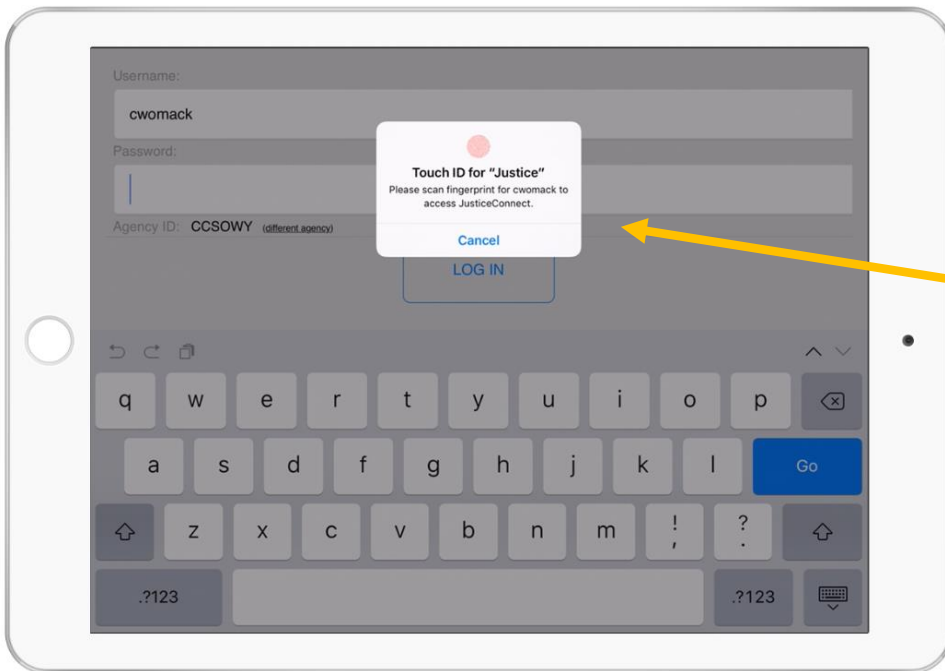 Username:
cwomack
Password:
Touch ID for “Justice”
Please scan fingerprint for cwomack to
access JusticeConnect.
Cancel
Agency ID: CCSOWY (different agency)
LOG IN
q w e r t y u i o p
a s d f g h j k l Go
z x c v b n m ! , ? .
.?123 .?123